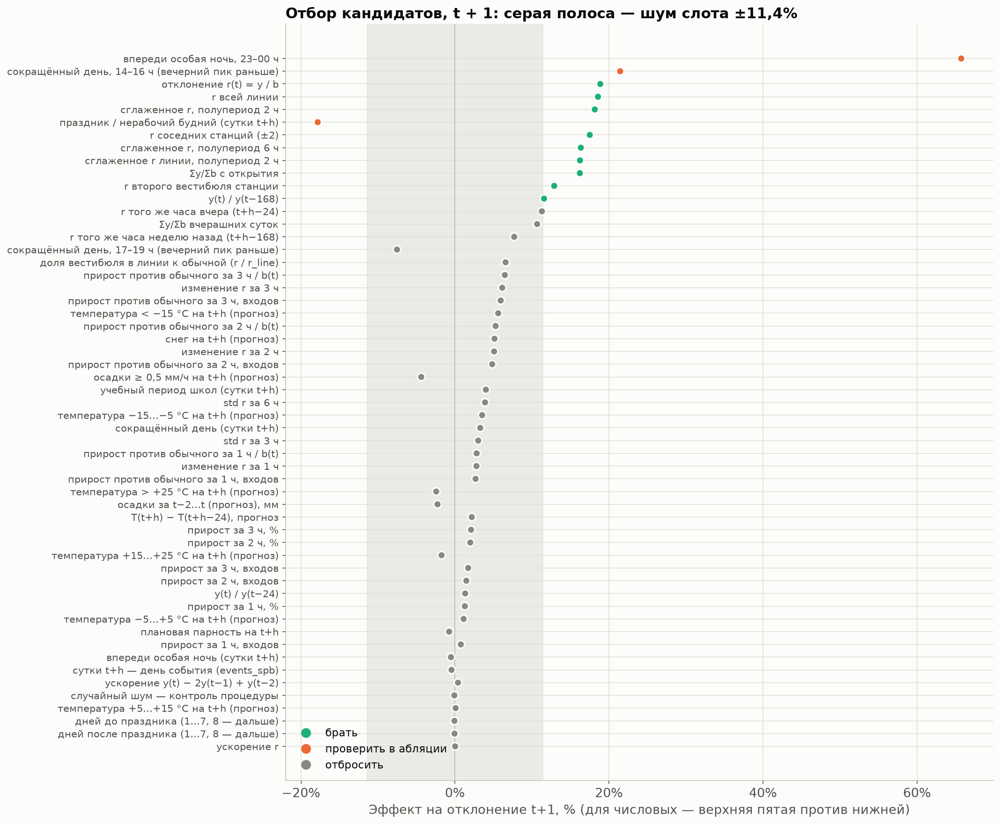 Отбор кандидатов, t + 1: серая полоса — шум слота ±11,4%
впереди особая ночь, 23–00 ч
сокращённый день, 14–16 ч (вечерний пик раньше)
отклонение r(t) = y / b
r всей линии
сглаженное r, полупериод 2 ч
праздник / нерабочий будний (сутки t+h)
r соседних станций (±2)
сглаженное r, полупериод 6 ч
сглаженное r линии, полупериод 2 ч
Σy/Σb с открытия
r второго вестибюля станции
y(t) / y(t−168)
r того же часа вчера (t+h−24)
Σy/Σb вчерашних суток
r того же часа неделю назад (t+h−168)
сокращённый день, 17–19 ч (вечерний пик раньше)
доля вестибюля в линии к обычной (r / r_line)
прирост против обычного за 3 ч / b(t)
изменение r за 3 ч
прирост против обычного за 3 ч, входов
температура < −15 °C на t+h (прогноз)
прирост против обычного за 2 ч / b(t)
снег на t+h (прогноз)
изменение r за 2 ч
прирост против обычного за 2 ч, входов
осадки ≥ 0,5 мм/ч на t+h (прогноз)
учебный период школ (сутки t+h)
std r за 6 ч
температура −15…−5 °C на t+h (прогноз)
сокращённый день (сутки t+h)
std r за 3 ч
прирост против обычного за 1 ч / b(t)
изменение r за 1 ч
прирост против обычного за 1 ч, входов
температура > +25 °C на t+h (прогноз)
осадки за t−2…t (прогноз), мм
T(t+h) − T(t+h−24), прогноз
прирост за 3 ч, %
прирост за 2 ч, %
температура +15…+25 °C на t+h (прогноз)
прирост за 3 ч, входов
прирост за 2 ч, входов
y(t) / y(t−24)
прирост за 1 ч, %
температура −5…+5 °C на t+h (прогноз)
плановая парность на t+h
прирост за 1 ч, входов
впереди особая ночь (сутки t+h)
сутки t+h — день события (events_spb)
ускорение y(t) − 2y(t−1) + y(t−2)
случайный шум — контроль процедуры
температура +5…+15 °C на t+h (прогноз)
дней до праздника (1…7, 8 — дальше)
дней после праздника (1…7, 8 — дальше)
ускорение r
брать
проверить в абляции
отбросить
−20% 0% 20% 40% 60%
Эффект на отклонение t+1, % (для числовых — верхняя пятая против нижней)